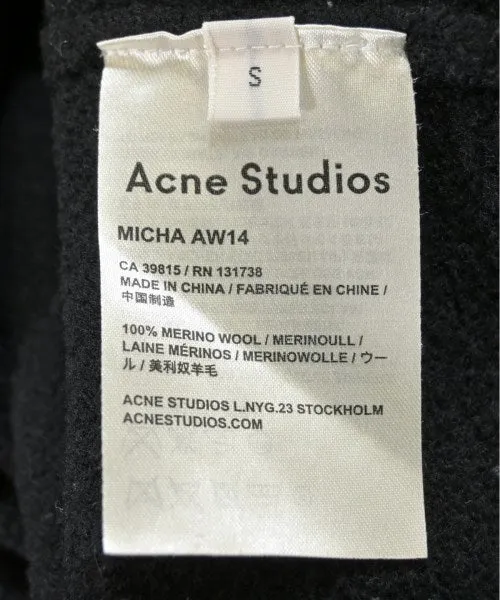 S
Acne Studios
MICHA AW14
CA 39815 / RN 131738
MADE IN CHINA / FABRIQUÉ EN CHINE /
中国制造
100% MERINO WOOL / MERINOULL /
LAINE MÉRINOS / MERINOWOLLE / ウー
ル / 美利奴羊毛
ACNE STUDIOS L.NYG.23 STOCKHOLM
ACNESTUDIOS.COM